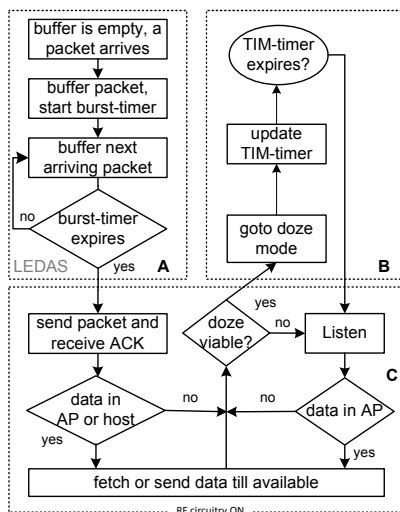 buffer is empty, a
packet arrives
buffer packet,
start burst-timer
buffer next
arriving packet
no
burst-timer
expires
LEDAS
A
yes
TIM-timer
expires?
update
TIM-timer
goto doze
mode
B
send packet and
receive ACK
doze
viable?
yes
no
Listen
C
data in
AP or host
no
no
data in AP
yes
yes
fetch or send data till available
RF circuitry ON